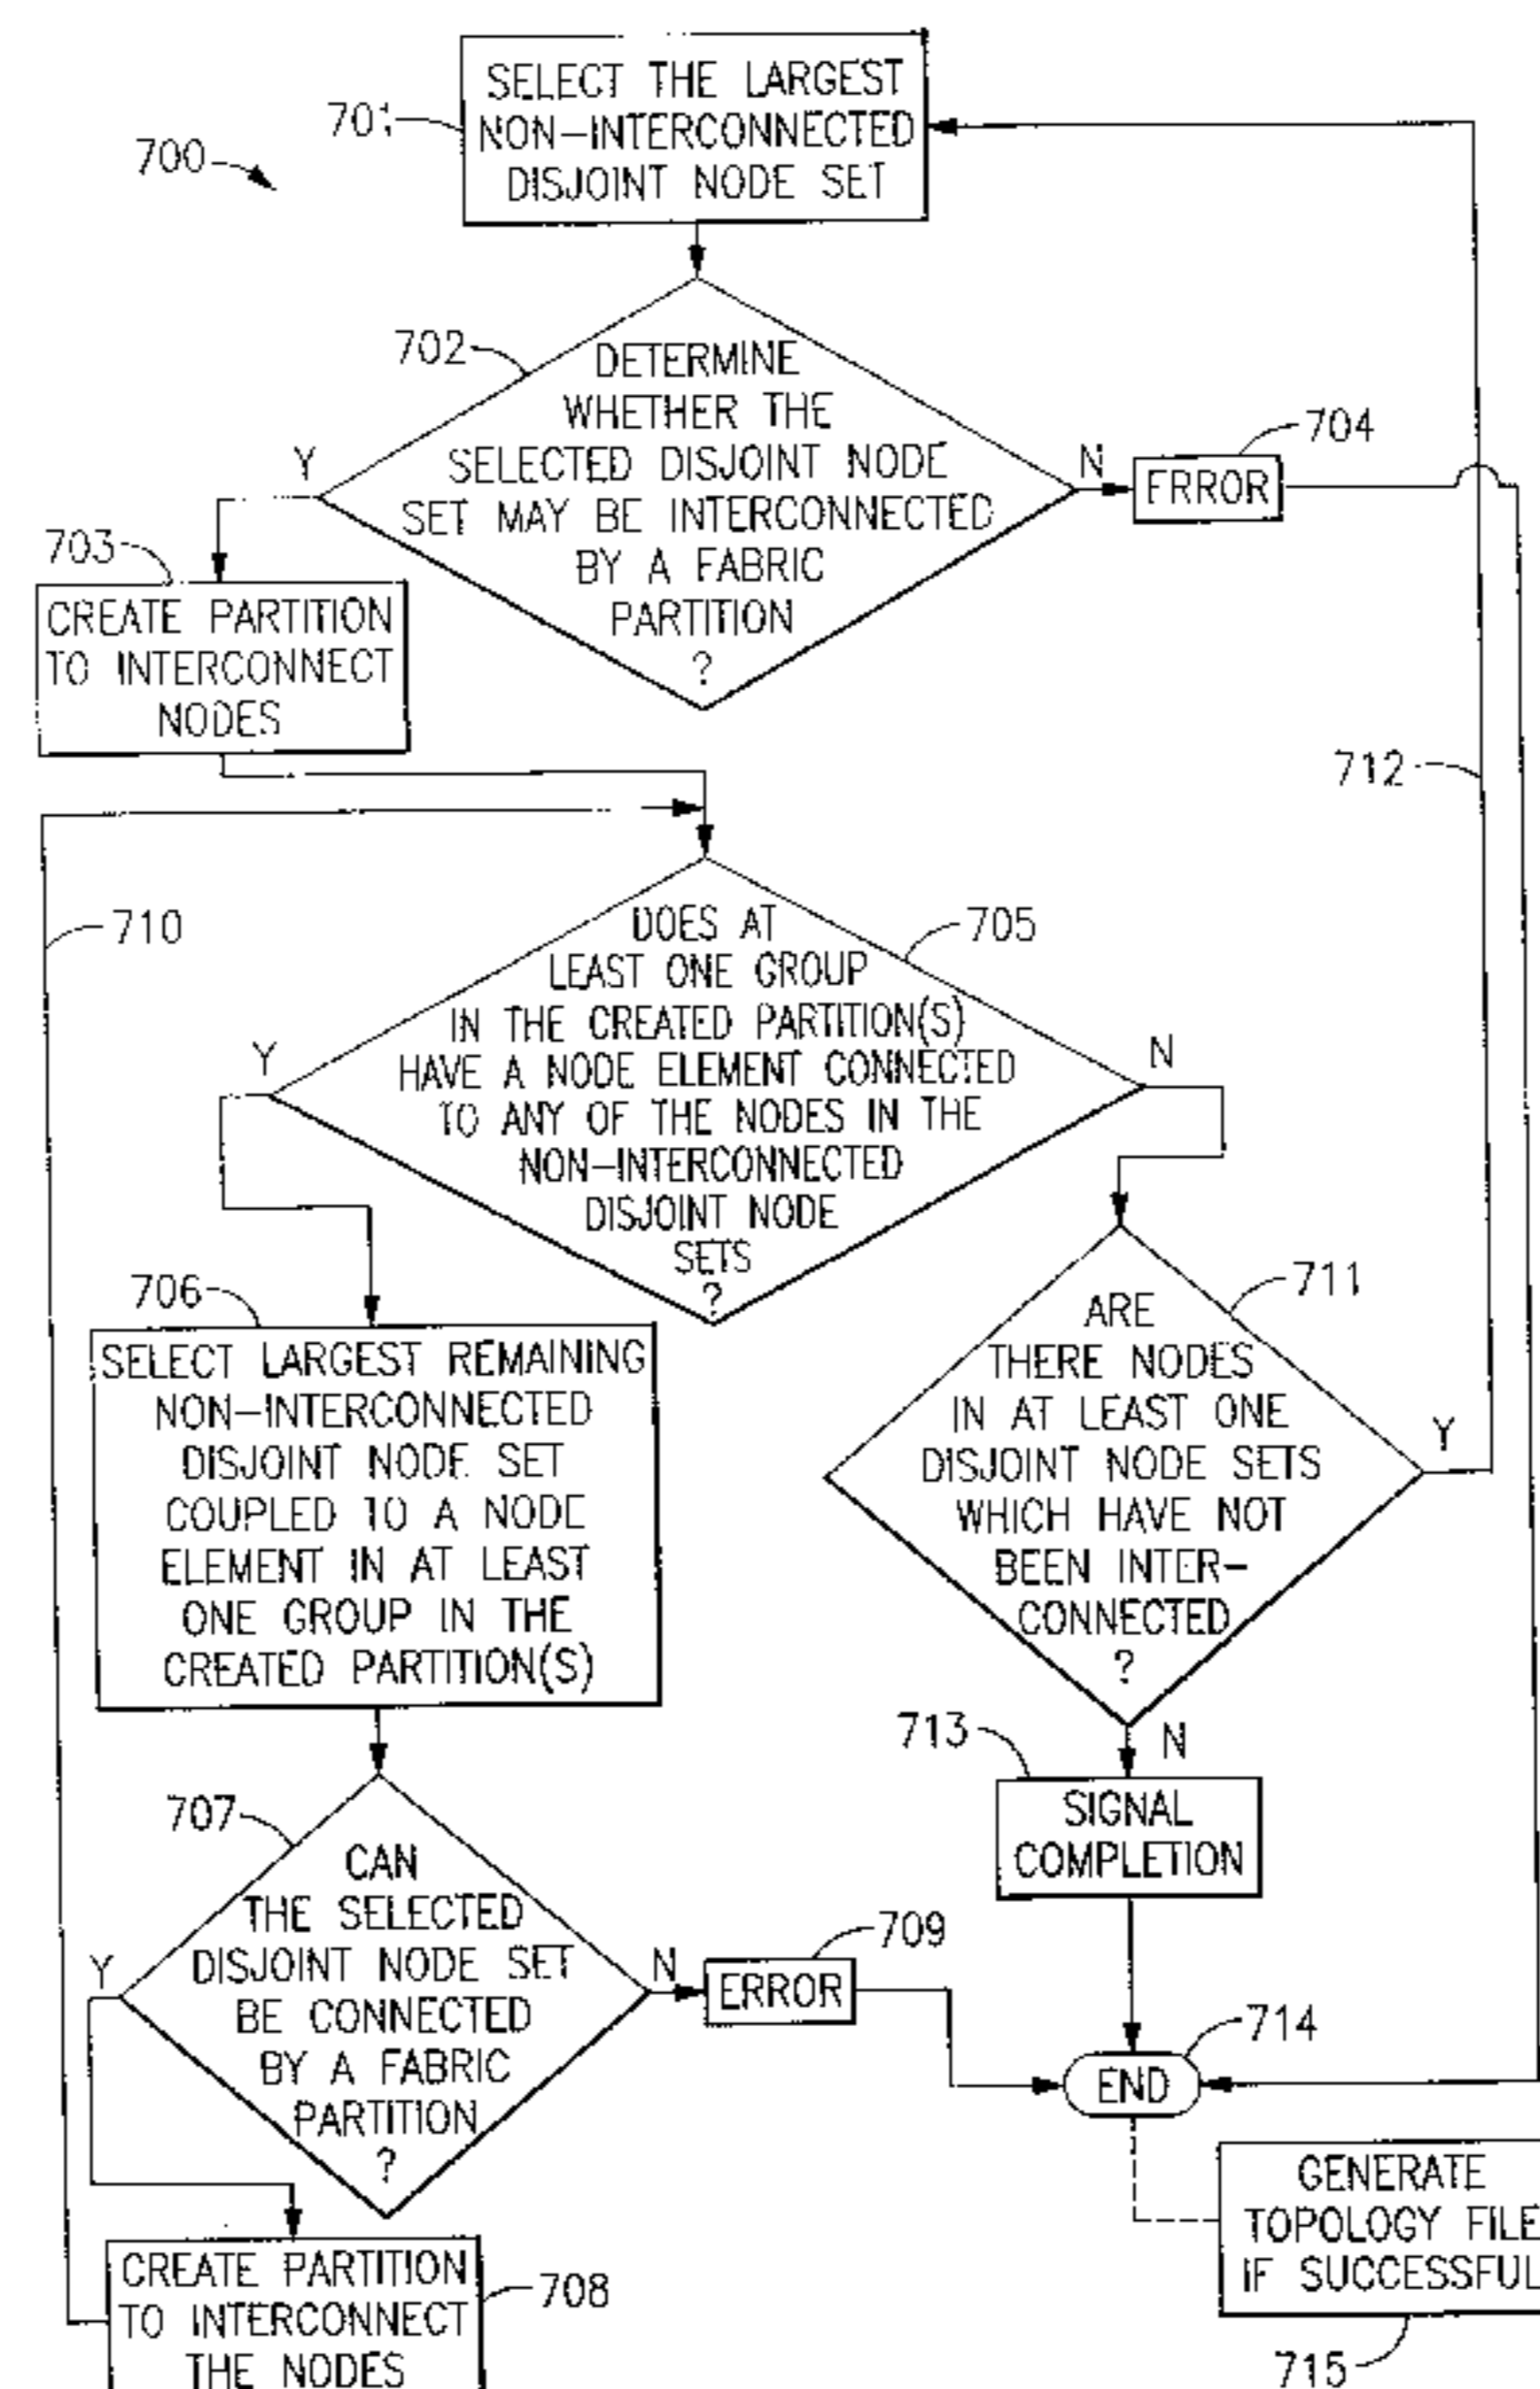 701
SELECT THE LARGEST
NON-INTERCONNECTED
DISJOINT NODE SET
700
702
DETERMINE
WHETHER THE
SELECTED DISJOINT NODE
SET MAY BE INTERCONNECTED
BY A FABRIC
PARTITION
?
Y
N
704
ERROR
703
CREATE PARTITION
TO INTERCONNECT
NODES
712
710
705
DOES AT
LEAST ONE GROUP
IN THE CREATED PARTITION(S)
HAVE A NODE ELEMENT CONNECTED
TO ANY OF THE NODES IN THE
NON-INTERCONNECTED
DISJOINT NODE
SETS
?
Y
N
706
SELECT LARGEST REMAINING
NON-INTERCONNECTED
DISJOINT NODE SET
COUPLED TO A NODE
ELEMENT IN AT LEAST
ONE GROUP IN THE
CREATED PARTITION(S)
711
ARE
THERE NODES
IN AT LEAST ONE
DISJOINT NODE SETS
WHICH HAVE NOT
BEEN INTER-
CONNECTED
?
Y
N
713
SIGNAL
COMPLETION
707
CAN
THE SELECTED
DISJOINT NODE SET
BE CONNECTED
BY A FABRIC
PARTITION
?
Y
N
709
ERROR
714
END
GENERATE
TOPOLOGY FILE
IF SUCCESSFUL
715
CREATE PARTITION
TO INTERCONNECT
THE NODES
708